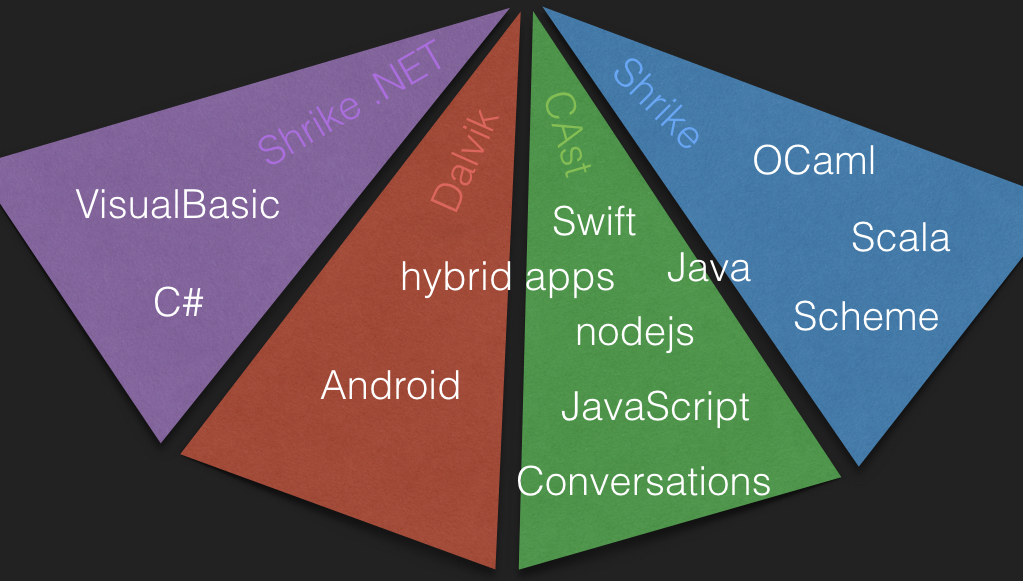 Shrike .NET
VisualBasic
C#
Dalvik
hybrid apps
Android
CAst
Swift
Java
nodejs
JavaScript
Conversations
Shrike
OCaml
Scala
Scheme